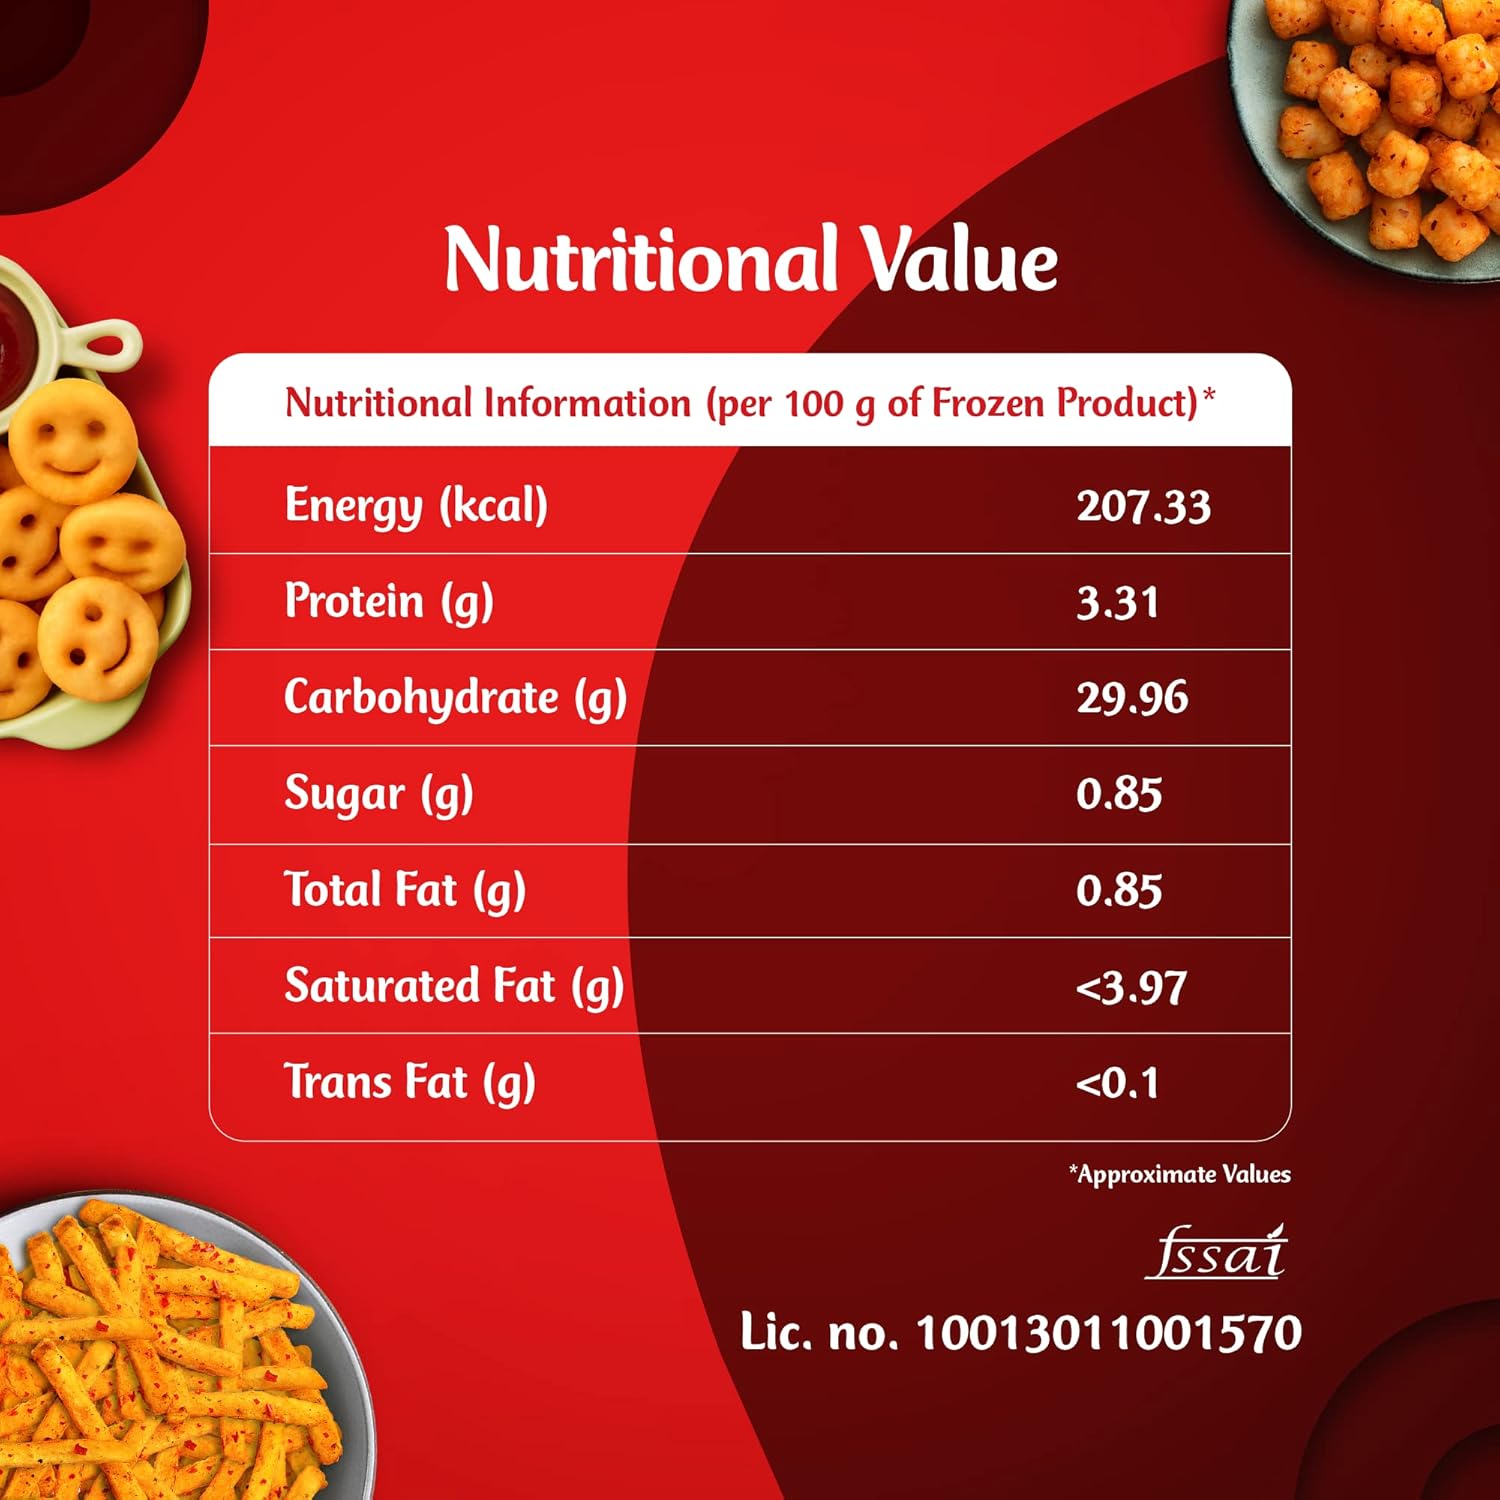 Nutritional Value
Nutritional Information (per 100 g of Frozen Product)*
Energy (kcal) 207.33
Protein (g) 3.31
Carbohydrate (g) 29.96
Sugar (g) 0.85
Total Fat (g) 0.85
Saturated Fat (g) <3.97
Trans Fat (g) <0.1
*Approximate Values
fssai
Lic. no. 10013011001570